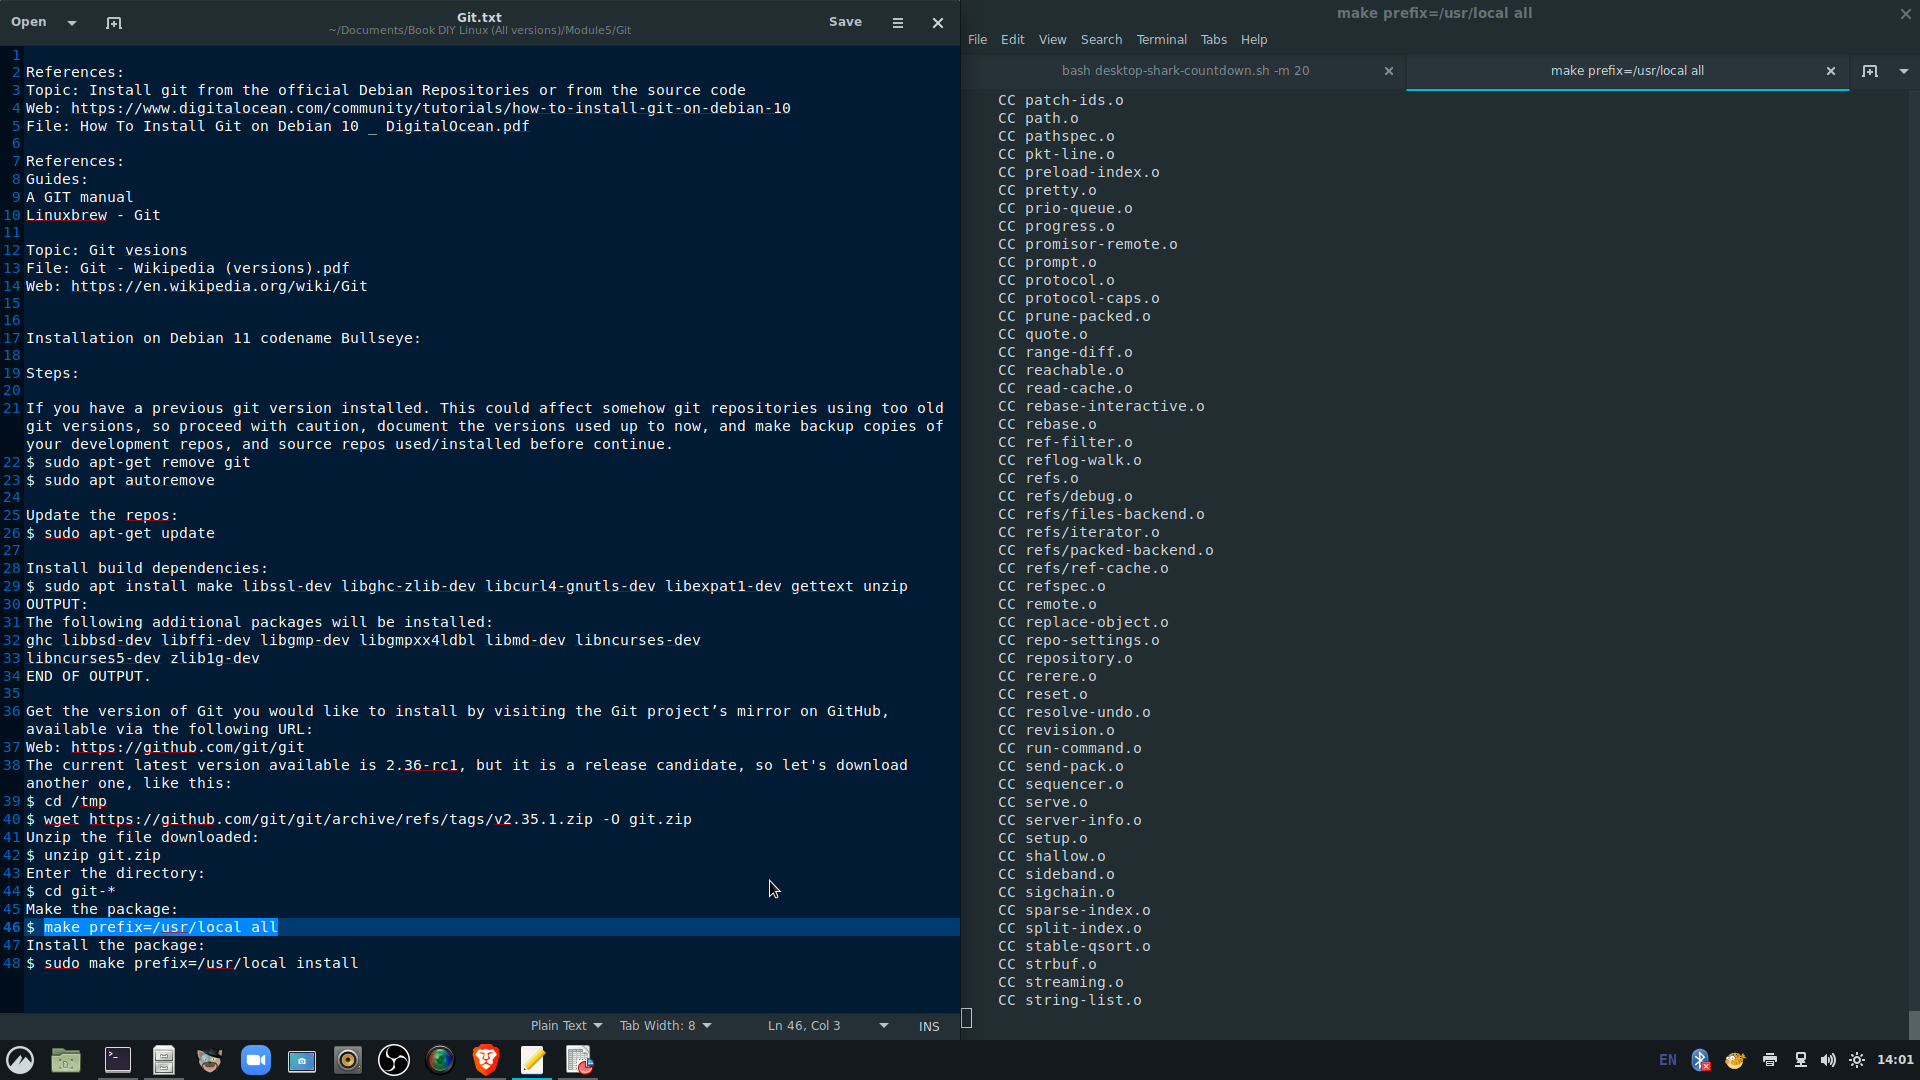 Open
Git.txt
~/Documents/Book DIY Linux (All versions)/Module5/Git
Save
1
2 References:
3 Topic: Install git from the official Debian Repositories or from the source code
4 Web: https://www.digitalocean.com/community/tutorials/how-to-install-git-on-debian-10
5 File: How To Install Git on Debian 10 _ DigitalOcean.pdf
6
7 References:
8 Guides:
9 A GIT manual
10 Linuxbrew - Git
11
12 Topic: Git vesions
13 File: Git - Wikipedia (versions).pdf
14 Web: https://en.wikipedia.org/wiki/Git
15
16
17 Installation on Debian 11 codename Bullseye:
18
19 Steps:
20
21 If you have a previous git version installed. This could affect somehow git repositories using too old
git versions, so proceed with caution, document the versions used up to now, and make backup copies of
your development repos, and source repos used/installed before continue.
22 $ sudo apt-get remove git
23 $ sudo apt autoremove
24
25 Update the repos:
26 $ sudo apt-get update
27
28 Install build dependencies:
29 $ sudo apt install make libssl-dev libghc-zlib-dev libcurl4-gnutls-dev libexpat1-dev gettext unzip
30 OUTPUT:
31 The following additional packages will be installed:
32 ghc libbsd-dev libffi-dev libgmp-dev libgmpxx4ldbl libmd-dev libncurses-dev
33 libncurses5-dev zlib1g-dev
34 END OF OUTPUT.
35
36 Get the version of Git you would like to install by visiting the Git project’s mirror on GitHub,
available via the following URL:
37 Web: https://github.com/git/git
38 The current latest version available is 2.36-rc1, but it is a release candidate, so let's download
another one, like this:
39 $ cd /tmp
40 $ wget https://github.com/git/git/archive/refs/tags/v2.35.1.zip -O git.zip
41 Unzip the file downloaded:
42 $ unzip git.zip
43 Enter the directory:
44 $ cd git-*
45 Make the package:
46 $ make prefix=/usr/local all
47 Install the package:
48 $ sudo make prefix=/usr/local install
Plain Text
Tab Width: 8
Ln 46, Col 3
INS
make prefix=/usr/local all
File Edit View Search Terminal Tabs Help
bash desktop-shark-countdown.sh -m 20
make prefix=/usr/local all
CC patch-ids.o
CC path.o
CC pathspec.o
CC pkt-line.o
CC preload-index.o
CC pretty.o
CC prio-queue.o
CC progress.o
CC promisor-remote.o
CC prompt.o
CC protocol.o
CC protocol-caps.o
CC prune-packed.o
CC quote.o
CC range-diff.o
CC reachable.o
CC read-cache.o
CC rebase-interactive.o
CC rebase.o
CC ref-filter.o
CC reflog-walk.o
CC refs.o
CC refs/debug.o
CC refs/files-backend.o
CC refs/iterator.o
CC refs/packed-backend.o
CC refs/ref-cache.o
CC refspec.o
CC remote.o
CC replace-object.o
CC repo-settings.o
CC repository.o
CC rerere.o
CC reset.o
CC resolve-undo.o
CC revision.o
CC run-command.o
CC send-pack.o
CC sequencer.o
CC serve.o
CC server-info.o
CC setup.o
CC shallow.o
CC sideband.o
CC sigchain.o
CC sparse-index.o
CC split-index.o
CC stable-qsort.o
CC strbuf.o
CC streaming.o
CC string-list.o
EN
14:01